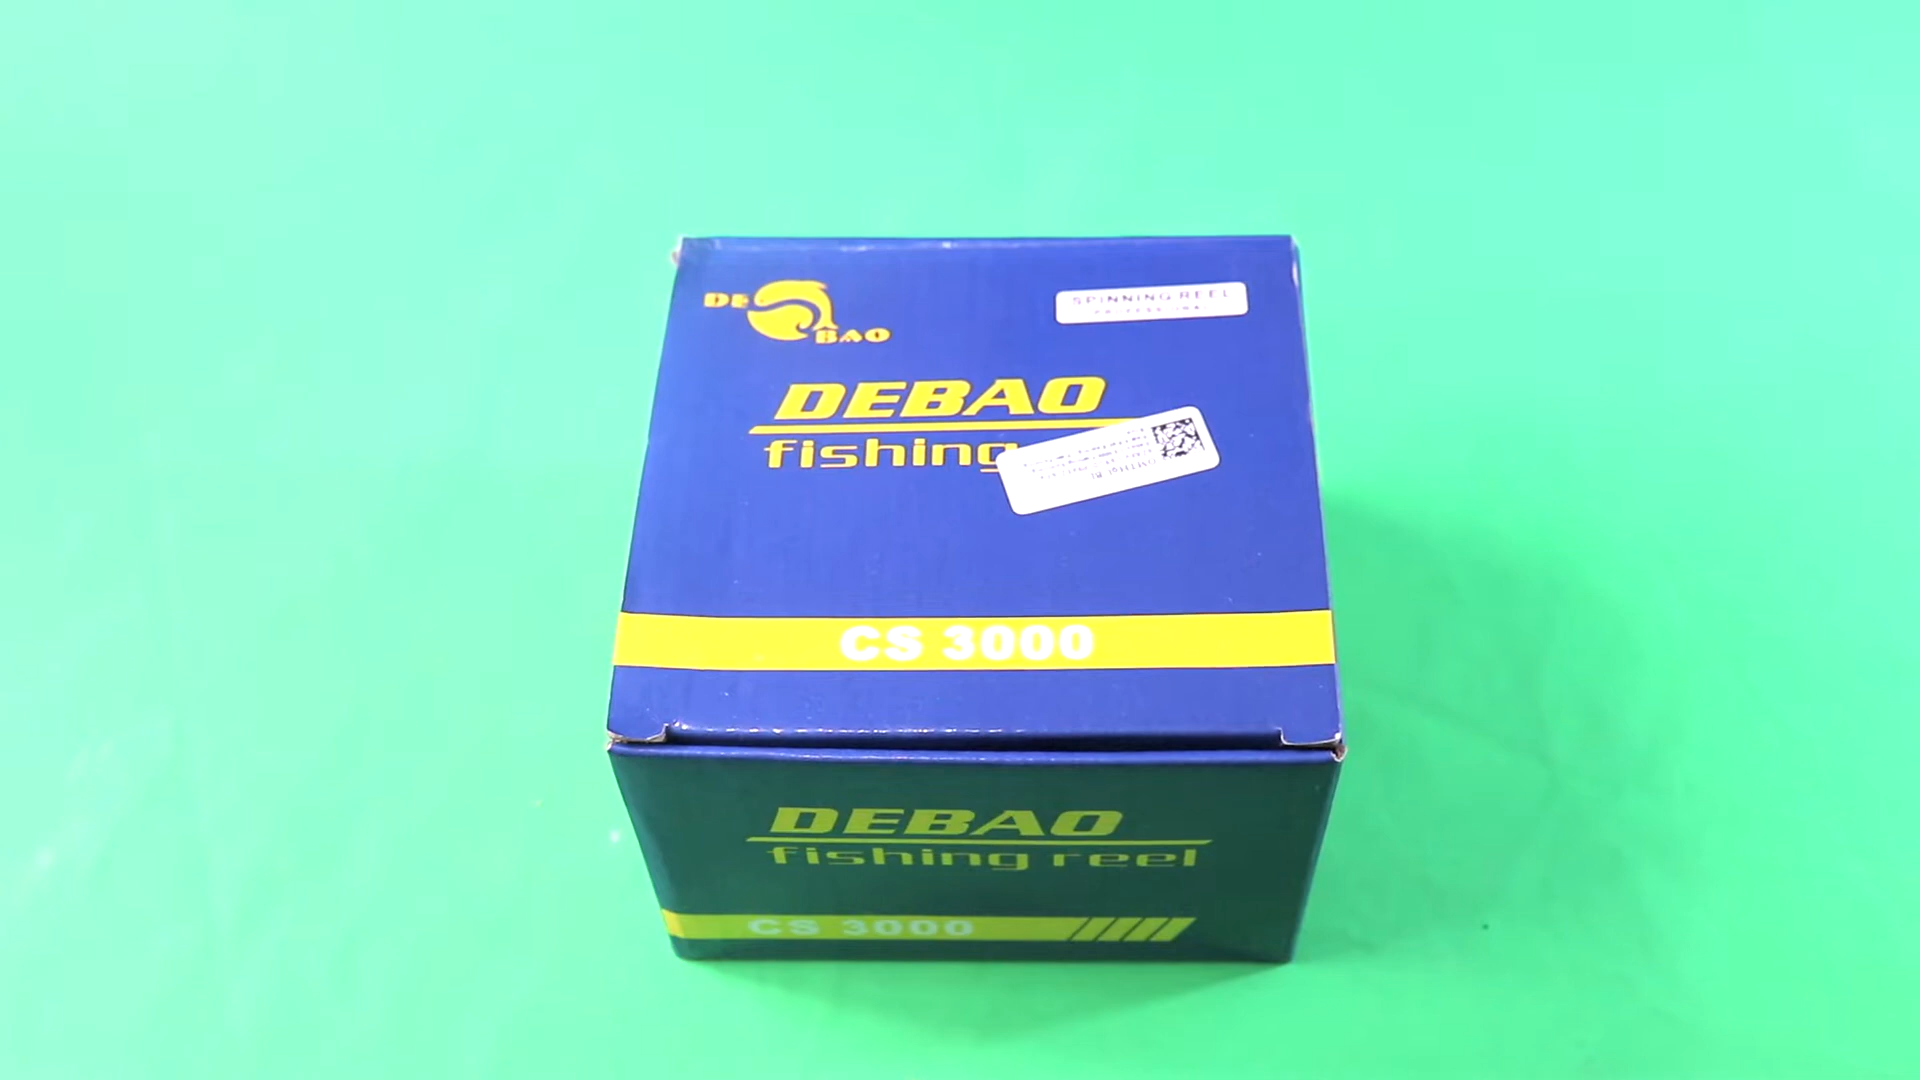 DE
BAO
SPINNING REEL
DEBAO
fishing
CS 3000
DEBAO
fishing reel
CS 3000